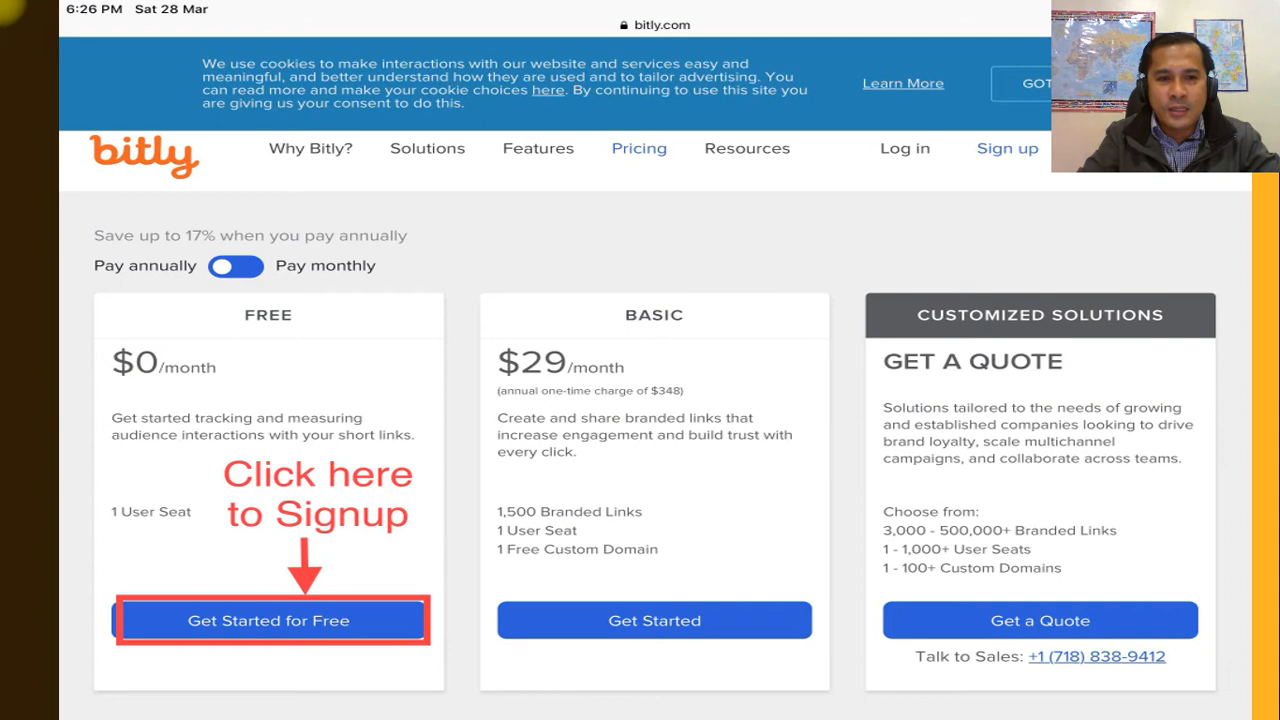 6:26 PM Sat 28 Mar
bitly.com
We use cookies to make interactions with our website and services easy and
meaningful, and better understand how they are used and to tailor advertising. You
can read more and make your cookie choices here. By continuing to use this site you
are giving us your consent to do this.
Learn More
GOT
bitly
Why Bitly? Solutions Features Pricing Resources Log in Sign up
Save up to 17% when you pay annually
Pay annually Pay monthly
FREE
$0/month
Get started tracking and measuring
audience interactions with your short links.
Click here
to Signup
1 User Seat
Get Started for Free
BASIC
$29/month
(annual one-time charge of $348)
Create and share branded links that
increase engagement and build trust with
every click.
1,500 Branded Links
1 User Seat
1 Free Custom Domain
Get Started
CUSTOMIZED SOLUTIONS
GET A QUOTE
Solutions tailored to the needs of growing
and established companies looking to drive
brand loyalty, scale multichannel
campaigns, and collaborate across teams.
Choose from:
3,000 - 500,000+ Branded Links
1 - 1,000+ User Seats
1 - 100+ Custom Domains
Get a Quote
Talk to Sales: +1 (718) 838-9412